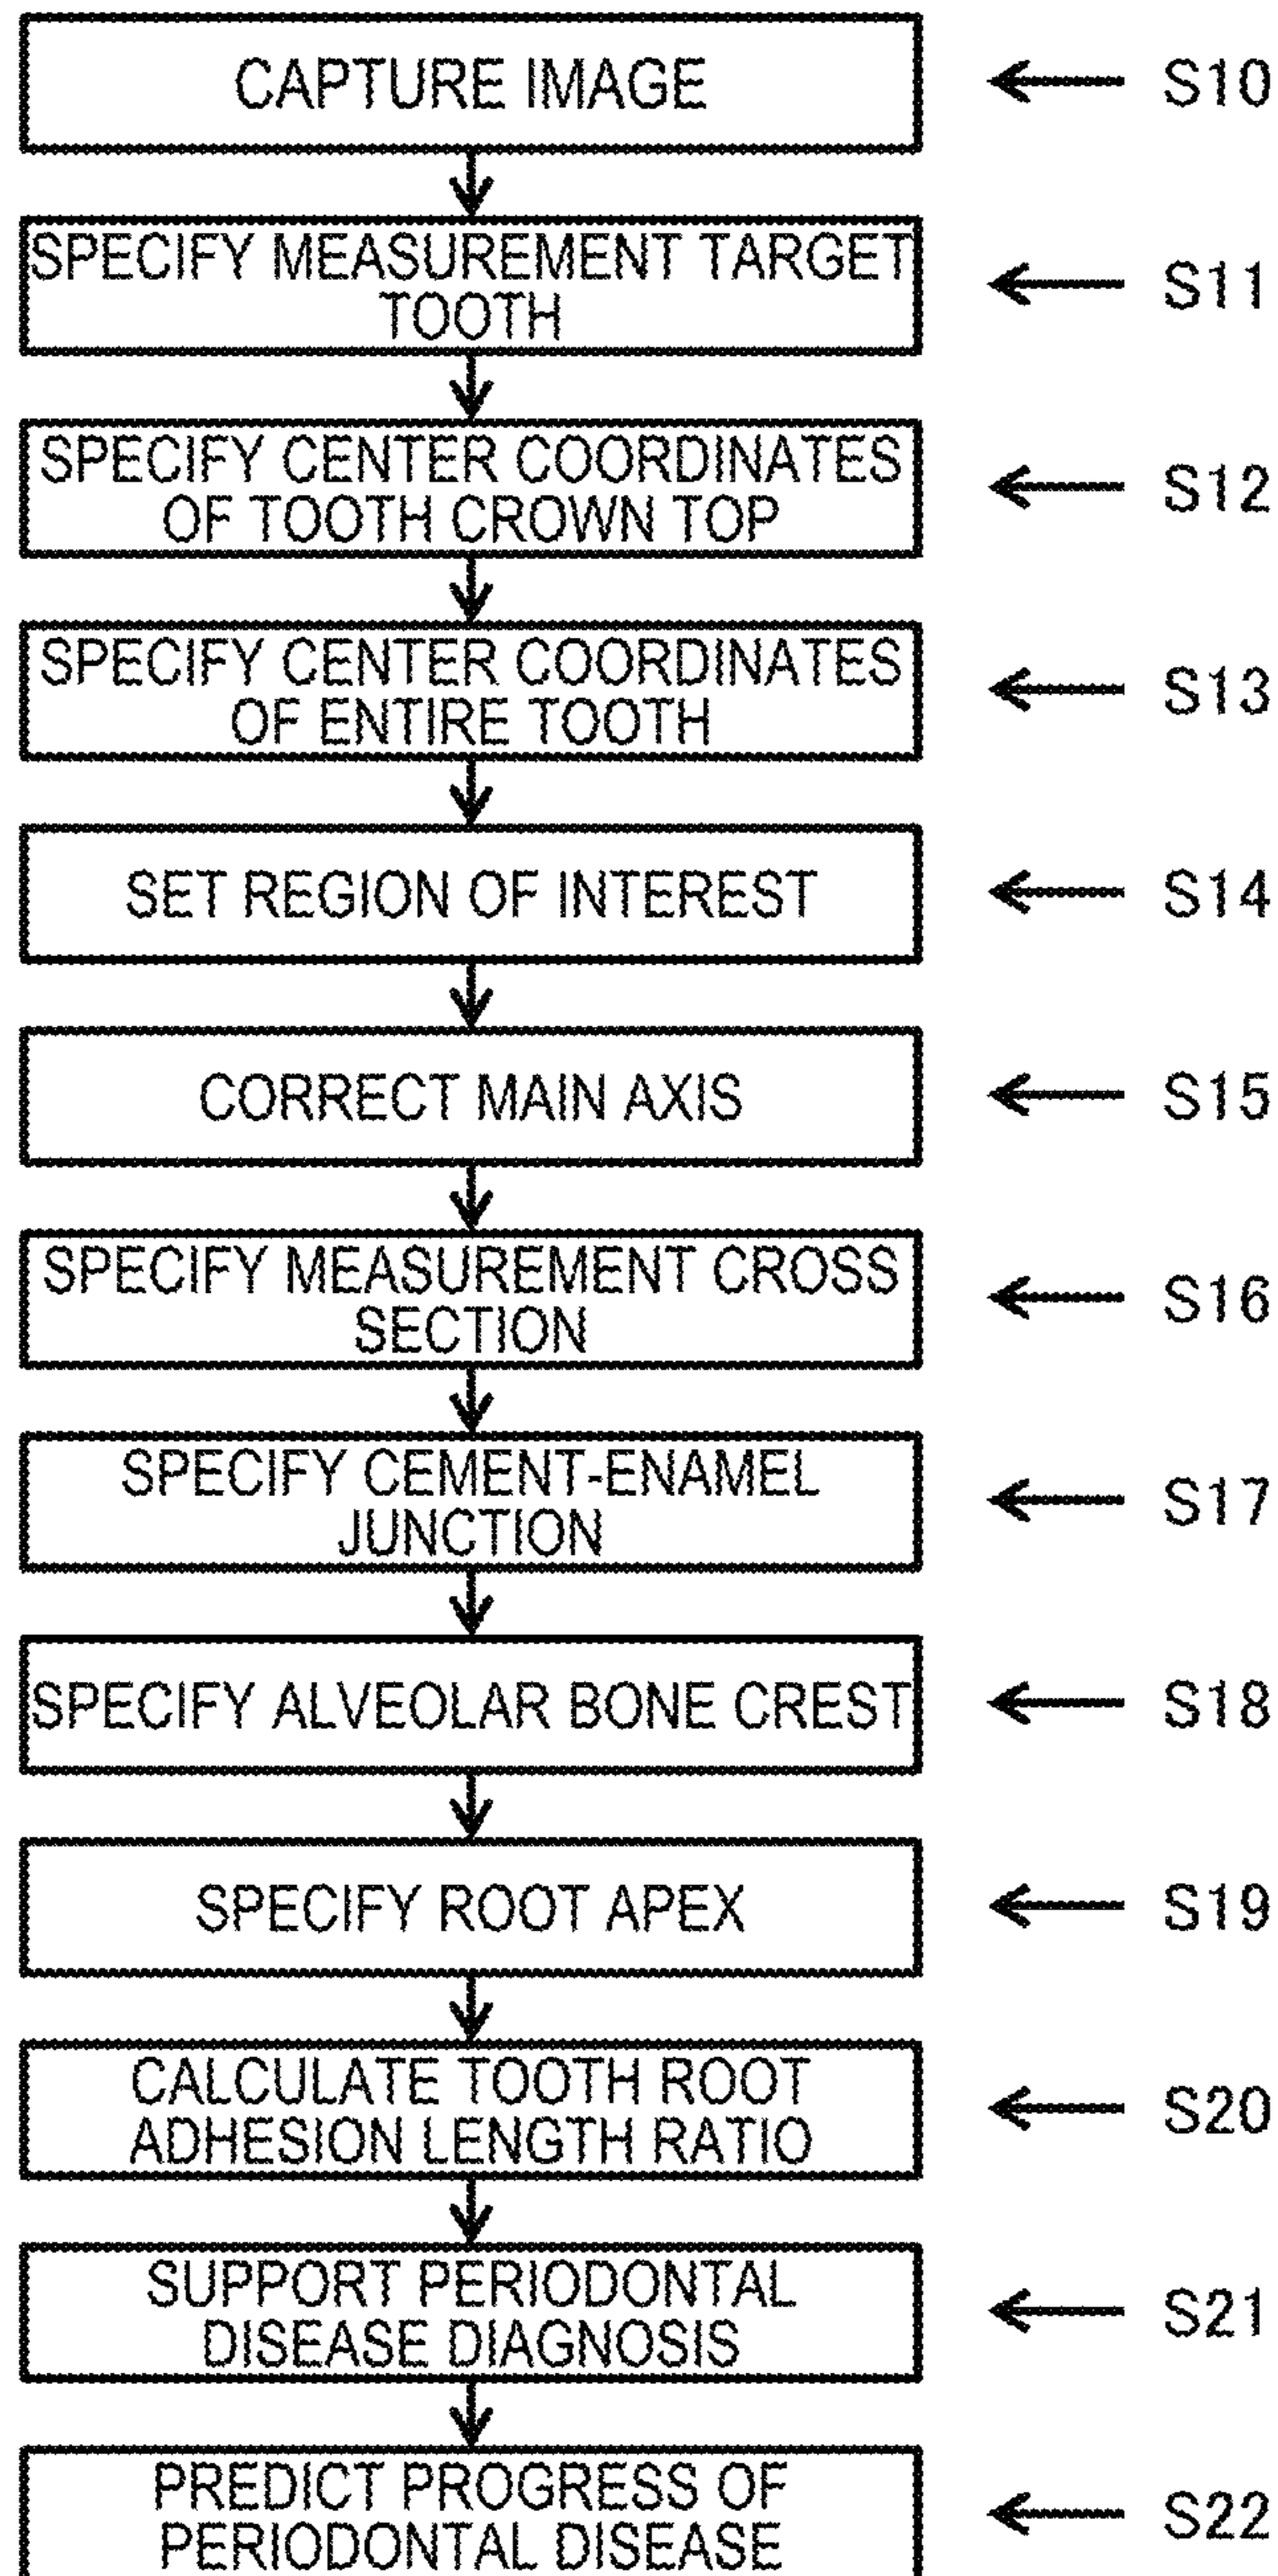 CAPTURE IMAGE
S10
SPECIFY MEASUREMENT TARGET
TOOTH
S11
SPECIFY CENTER COORDINATES
OF TOOTH CROWN TOP
S12
SPECIFY CENTER COORDINATES
OF ENTIRE TOOTH
S13
SET REGION OF INTEREST
S14
CORRECT MAIN AXIS
S15
SPECIFY MEASUREMENT CROSS
SECTION
S16
SPECIFY CEMENT-ENAMEL
JUNCTION
S17
SPECIFY ALVEOLAR BONE CREST
S18
SPECIFY ROOT APEX
S19
CALCULATE TOOTH ROOT
ADHESION LENGTH RATIO
S20
SUPPORT PERIODONTAL
DISEASE DIAGNOSIS
S21
PREDICT PROGRESS OF
PERIODONTAL DISEASE
S22